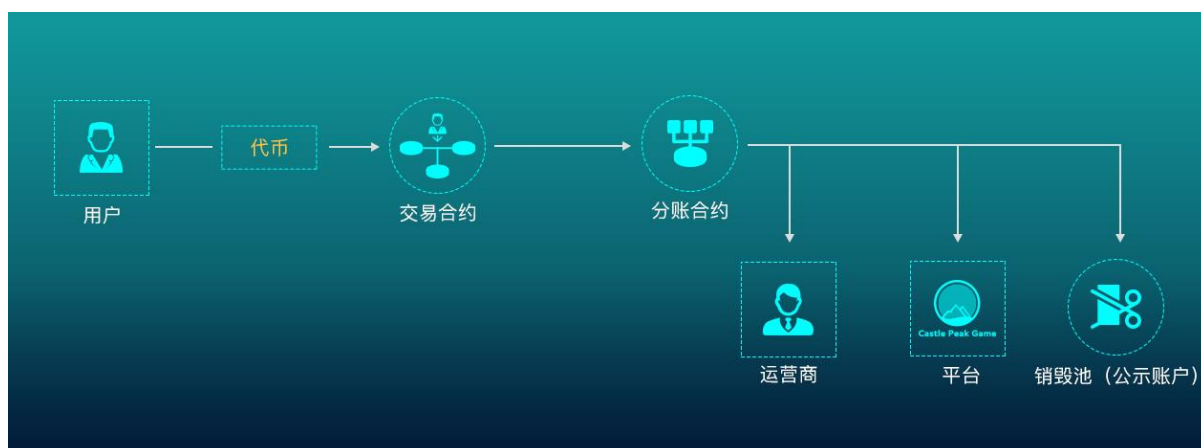 代币
用户
交易合约
分账合约
Castle Peak Game
运营商
平台
销毁池（公示账户）